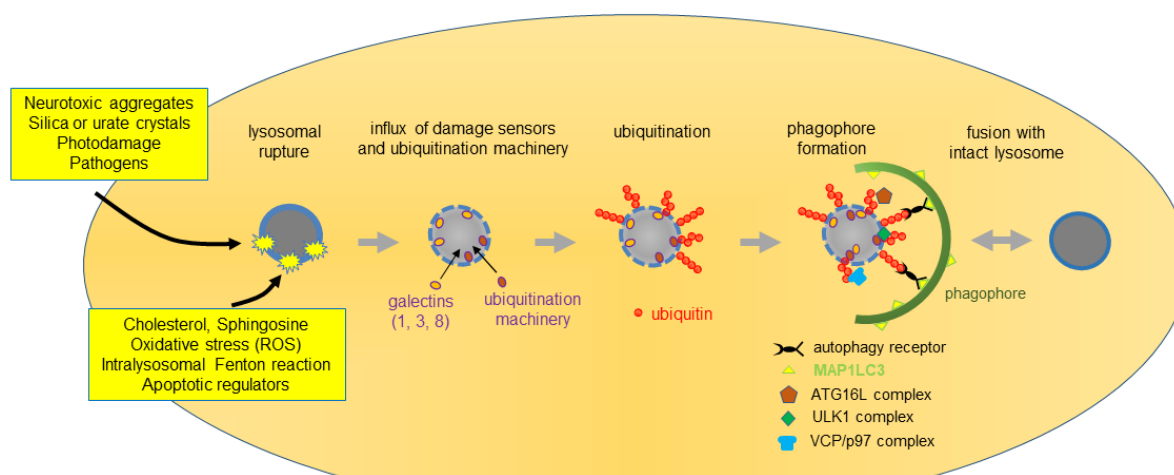 Neurotoxic aggregates
Silica or urate crystals
Photodamage
Pathogens
lysosomal
rupture
influx of damage sensors
and ubiquitination machinery
ubiquitination
phagophore
formation
fusion with
intact lysosome
galectins
(1, 3, 8)
ubiquitination
machinery
ubiquitin
phagophore
Cholesterol, Sphingosine
Oxidative stress (ROS)
Intralysosomal Fenton reaction
Apoptotic regulators
autophagy receptor
MAP1LC3
ATG16L complex
ULK1 complex
VCP/p97 complex